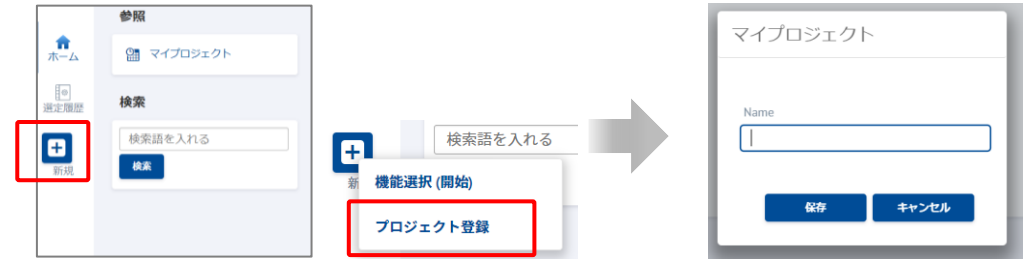 参照
ホーム
マイプロジェクト
選定履歴
検索
検索語を入れる
新規
検索
検索語を入れる
新
機能選択 (開始)
プロジェクト登録
マイプロジェクト
Name
保存
キャンセル